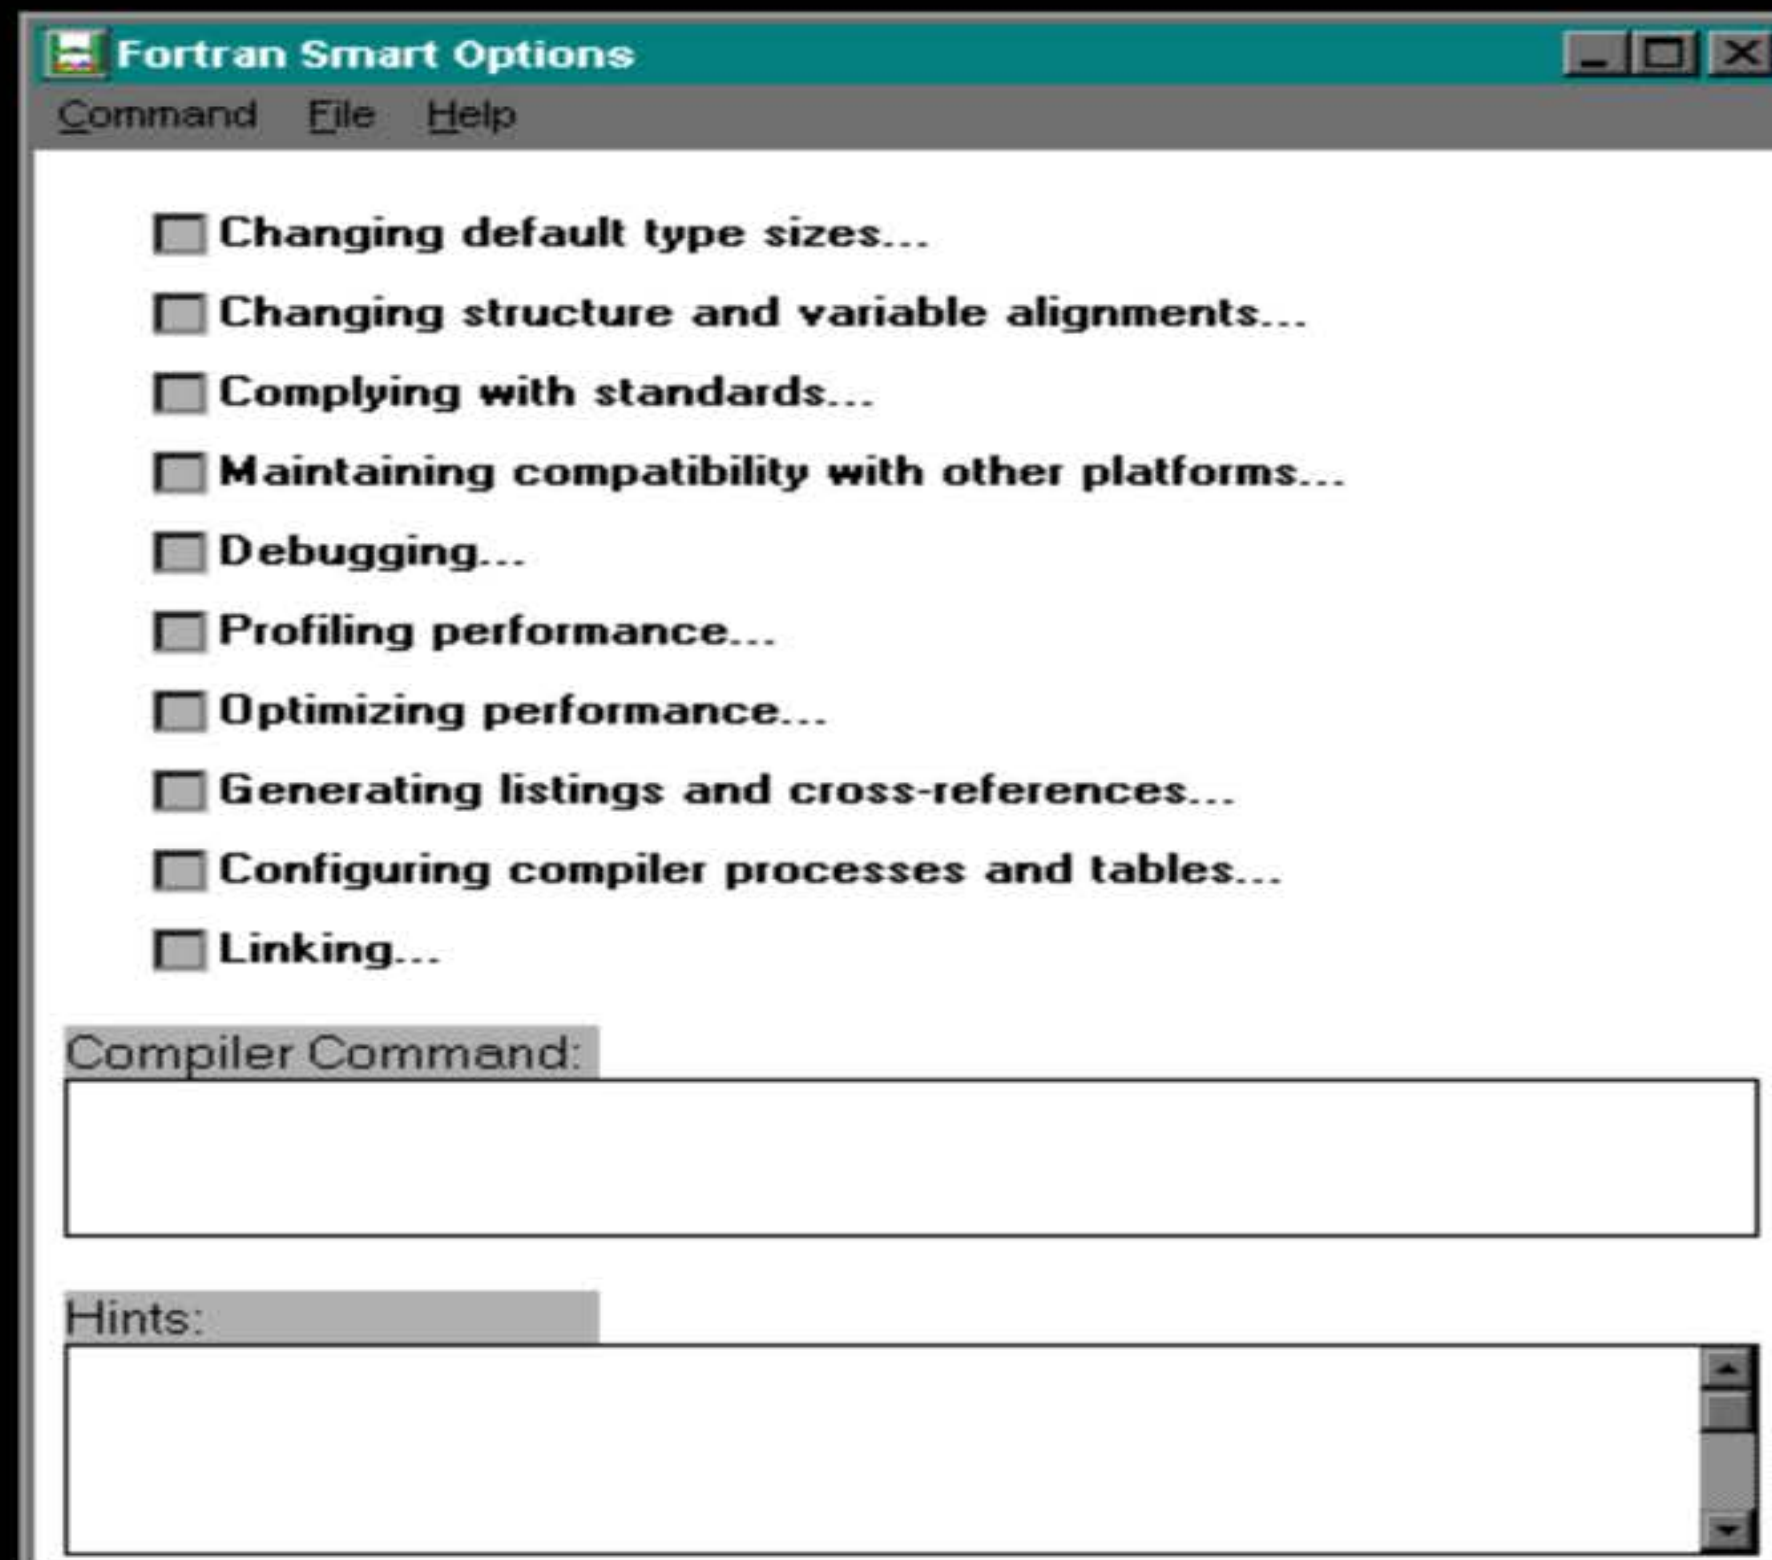 Fortran Smart Options
Command File Help
Changing default type sizes...
Changing structure and variable alignments...
Complying with standards...
Maintaining compatibility with other platforms...
Debugging...
Profiling performance...
Optimizing performance...
Generating listings and cross-references...
Configuring compiler processes and tables...
Linking...
Compiler Command:
Hints: